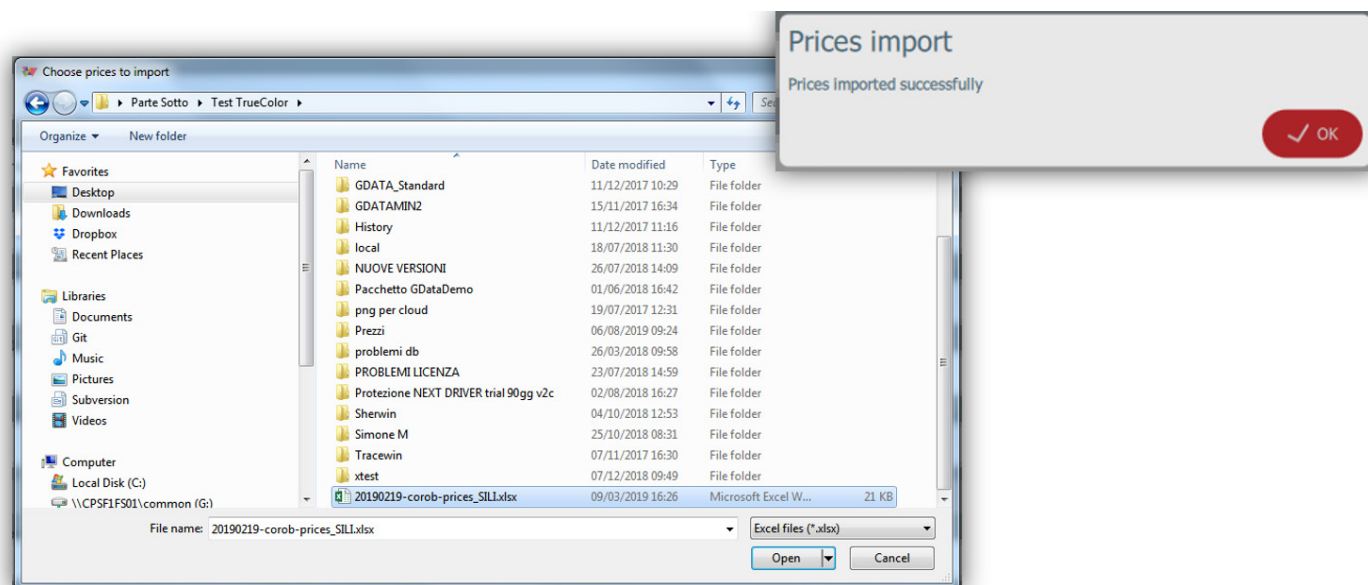 Prices import
Prices imported successfully
OK
Choose prices to import
Parte Sotto Test TrueColor
Organize New folder
Name Date modified Type
Favorites
Desktop
Downloads
Dropbox
Recent Places
Libraries
Documents
Git
Music
Pictures
Subversion
Videos
Computer
Local Disk (C:)
\\CPSF1FS01\common (G:)
GDATA_Standard 11/12/2017 10:29 File folder
GDATAMIN2 15/11/2017 16:34 File folder
History 11/12/2017 11:16 File folder
local 18/07/2018 11:30 File folder
NUOVE VERSIONI 26/07/2018 14:09 File folder
Pacchetto GDataDemo 01/06/2018 16:42 File folder
png per cloud 19/07/2017 12:31 File folder
Prezzi 06/08/2019 09:24 File folder
problemi db 26/03/2018 09:58 File folder
PROBLEMI LICENZA 23/07/2018 14:59 File folder
Protezione NEXT DRIVER trial 90gg v2c 02/08/2018 16:27 File folder
Sherwin 04/10/2018 12:53 File folder
Simone M 25/10/2018 08:31 File folder
Tracewin 07/11/2017 16:30 File folder
xtest 07/12/2018 09:49 File folder
20190219-corob-prices_SILI.xlsx 09/03/2019 16:26 Microsoft Excel W... 21 KB
File name: 20190219-corob-prices_SILI.xlsx Excel files (*.xlsx)
Open Cancel